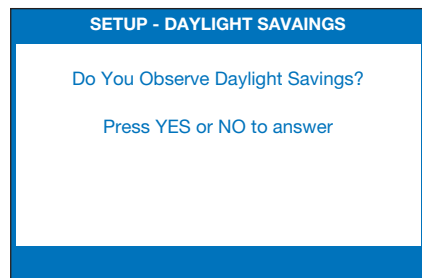 SETUP - DAYLIGHT SAVAINGS
Do You Observe Daylight Savings?
Press YES or NO to answer